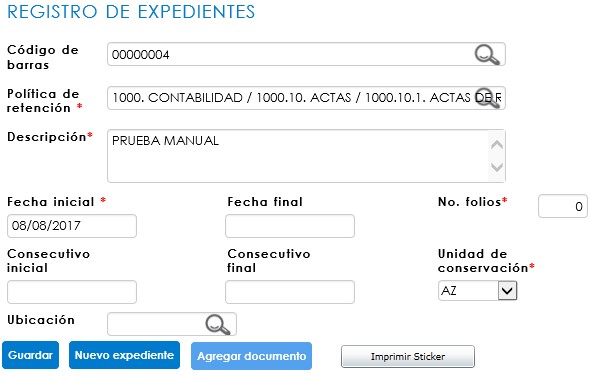 REGISTRO DE EXPEDIENTES
Código de barras
00000004
Política de retención *
1000. CONTABILIDAD / 1000.10. ACTAS / 1000.10.1. ACTAS DE R
Descripción*
PRUEBA MANUAL
Fecha inicial *
Fecha final
No. folios*
08/08/2017
0
Consecutivo inicial
Consecutivo final
Unidad de conservación*
AZ
Ubicación
Guardar
Nuevo expediente
Agregar documento
Imprimir Sticker